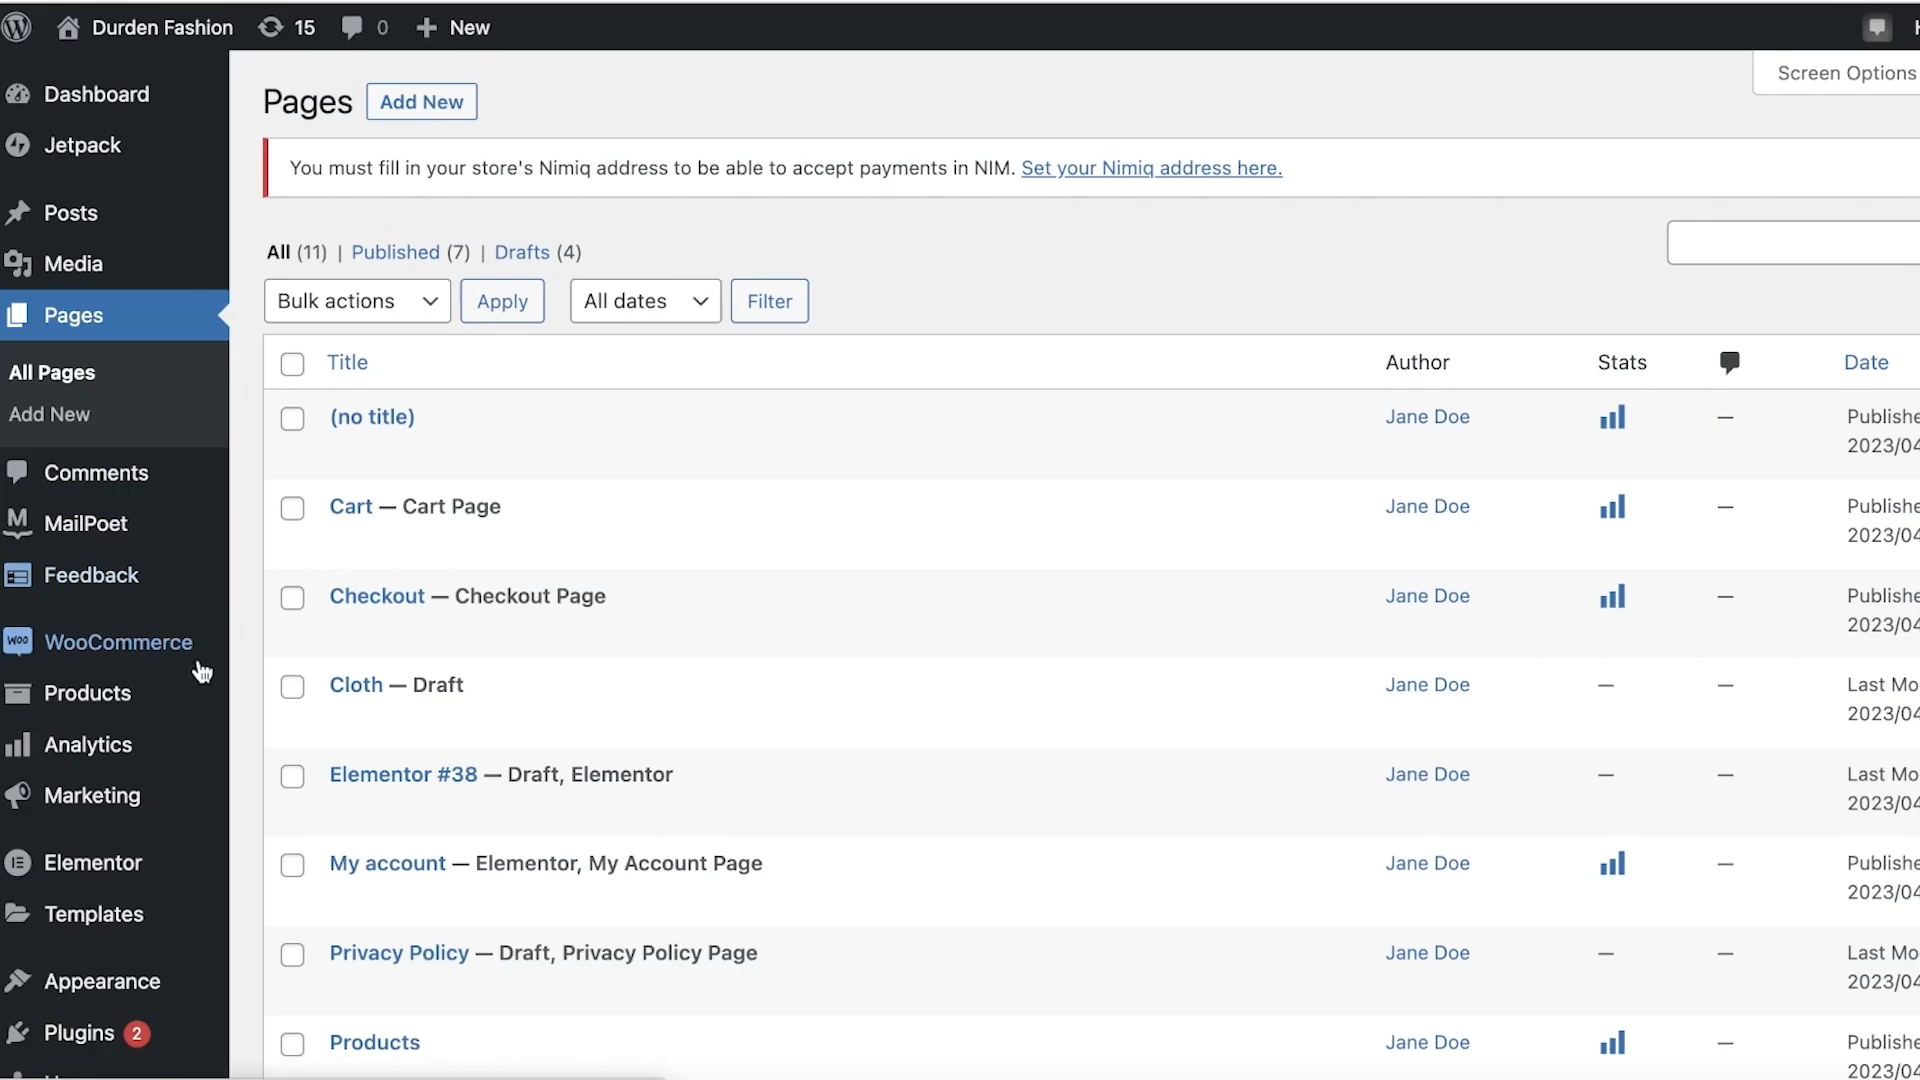 Durden Fashion 15 0 New
Screen Options
Dashboard
Jetpack
Posts
Media
Pages
All Pages
Add New
Comments
MailPoet
Feedback
WOO WooCommerce
Products
Analytics
Marketing
Elementor
Templates
Appearance
Plugins 2
Pages Add New
You must fill in your store's Nimiq address to be able to accept payments in NIM. Set your Nimiq address here.
All (11) | Published (7) | Drafts (4)
Bulk actions Apply All dates Filter
Title Author Stats Date
(no title) Jane Doe — Publishe
2023/04
Cart — Cart Page Jane Doe — Publishe
2023/04
Checkout — Checkout Page Jane Doe — Publishe
2023/04
Cloth — Draft Jane Doe — — Last Mo
2023/04
Elementor #38 — Draft, Elementor Jane Doe — — Last Mo
2023/04
My account — Elementor, My Account Page Jane Doe — Publishe
2023/04
Privacy Policy — Draft, Privacy Policy Page Jane Doe — — Last Mo
2023/04
Products Jane Doe — Publishe
2023/04